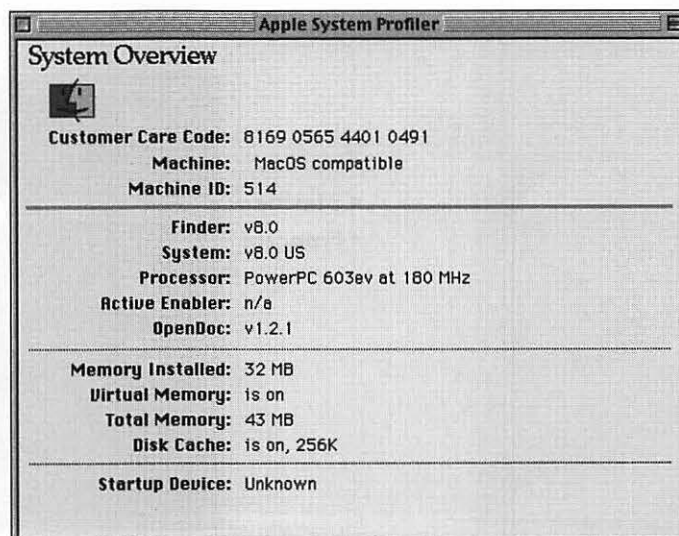 Apple System Profiler
System Overview
Customer Care Code: 8169 0565 4401 0491
Machine: MacOS compatible
Machine ID: 514
Finder: v8.0
System: v8.0 US
Processor: PowerPC 603ev at 180 MHz
Active Enabler: n/a
OpenDoc: v1.2.1
Memory Installed: 32 MB
Virtual Memory: is on
Total Memory: 43 MB
Disk Cache: is on, 256K
Startup Device: Unknown